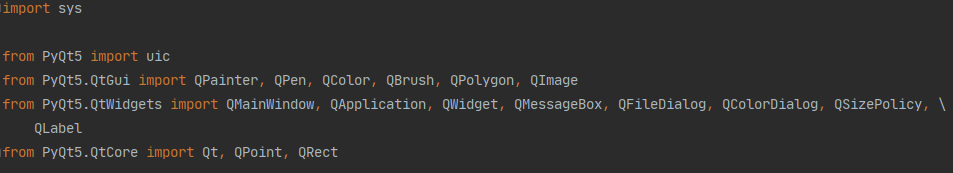 import sys
from PyQt5 import uic
from PyQt5.QtGui import QPainter, QPen, QColor, QBrush, QPolygon, QImage
from PyQt5.QtWidgets import QMainWindow, QApplication, QWidget, QMessageBox, QFileDialog, QColorDialog, QSizePolicy, \
    QLabel
from PyQt5.QtCore import Qt, QPoint, QRect